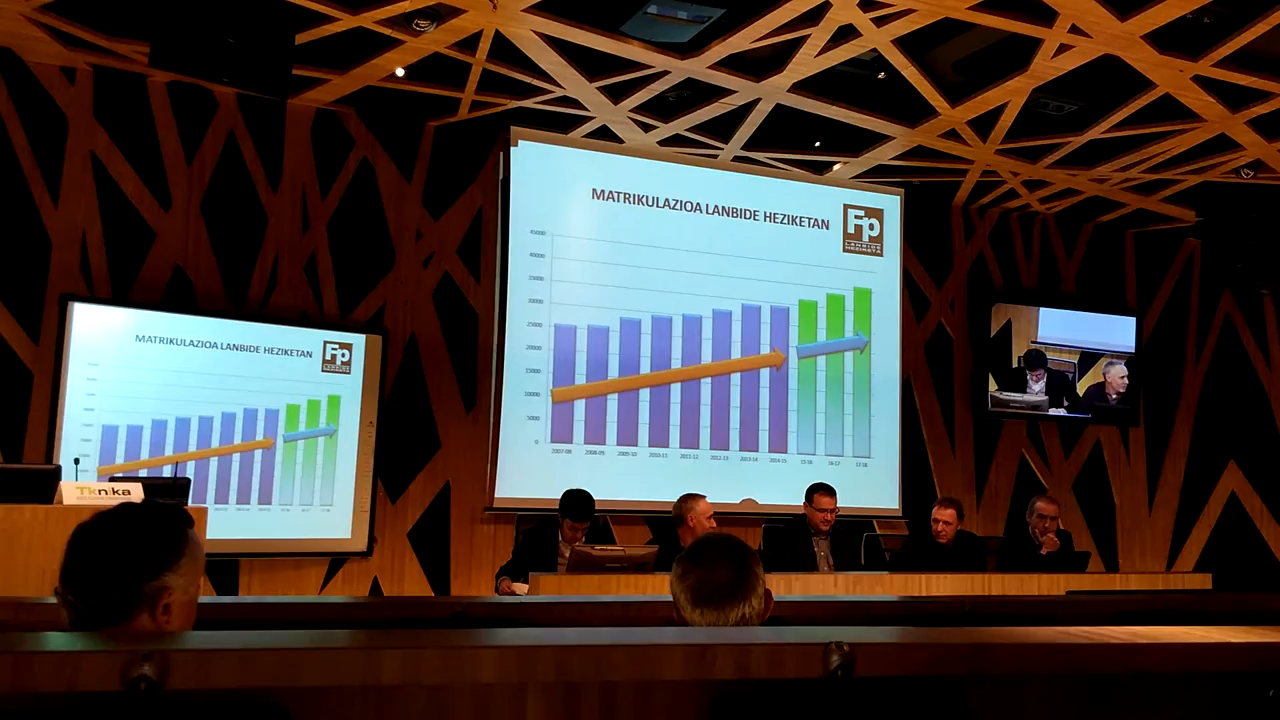 MATRIKULAZIOA LANBIDE HEZIKETAN
Fp
LANBIDE
HEZIKETA
45000
40000
35000
30000
25000
20000
15000
10000
5000
0
2007-08 2008-09 2009-10 2010-11 2011-12 2012-13 2013-14 2014-15 15-16 16-17 17-18
MATRIKULAZIOA LANBIDE HEZIKETAN
Fp
Tknika